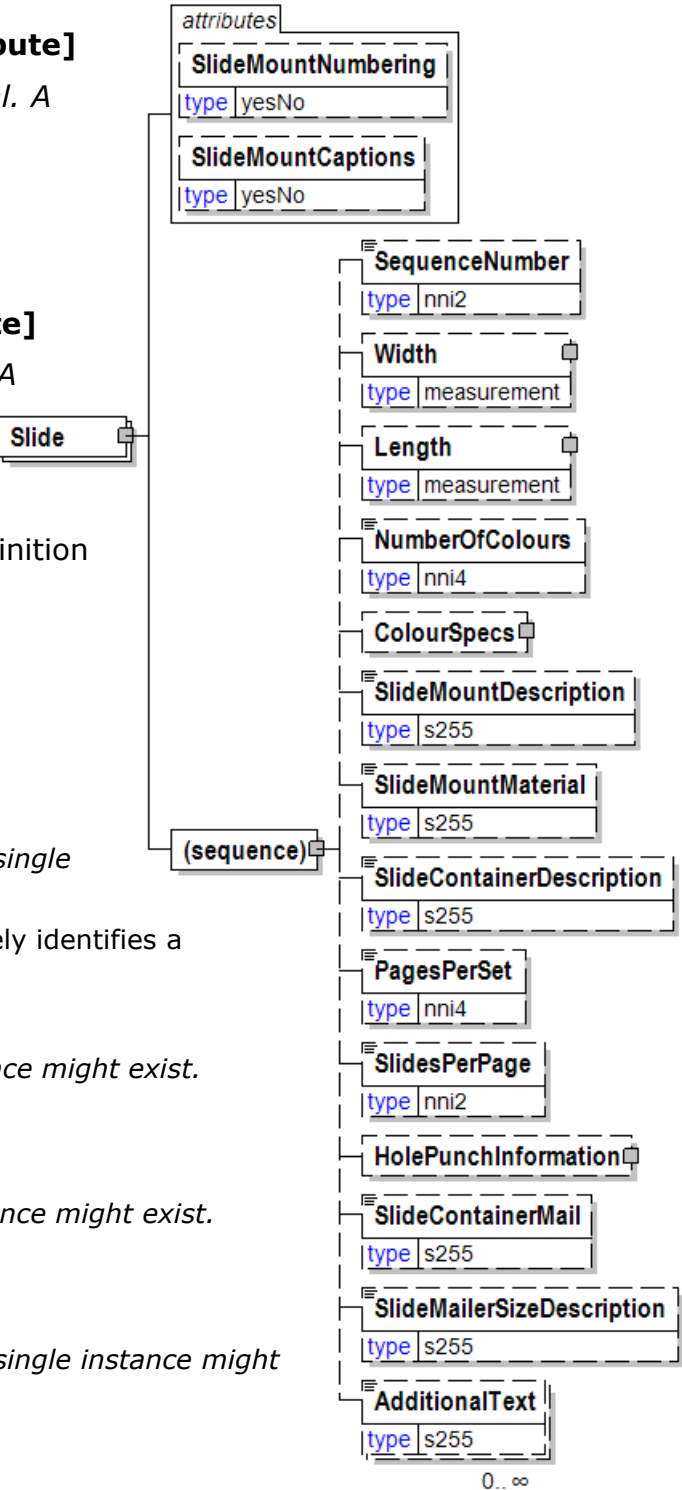 attributes
bute]
SlideMountNumbering
l. A
type yesNo
SlideMountCaptions
type yesNo
SequenceNumber
type nni2
te]
Width
A
type measurement
Slide
Length
type measurement
inition
NumberOfColours
type nni4
ColourSpecs
SlideMountDescription
type s255
SlideMountMaterial
type s255
(sequence)
single
SlideContainerDescription
type s255
ely identifies a
PagesPerSet
type nni4
nce might exist.
SlidesPerPage
type nni2
HolePunchInformation
ance might exist.
SlideContainerMail
type s255
SlideMailerSizeDescription
type s255
single instance might
AdditionalText
type s255
0..∞